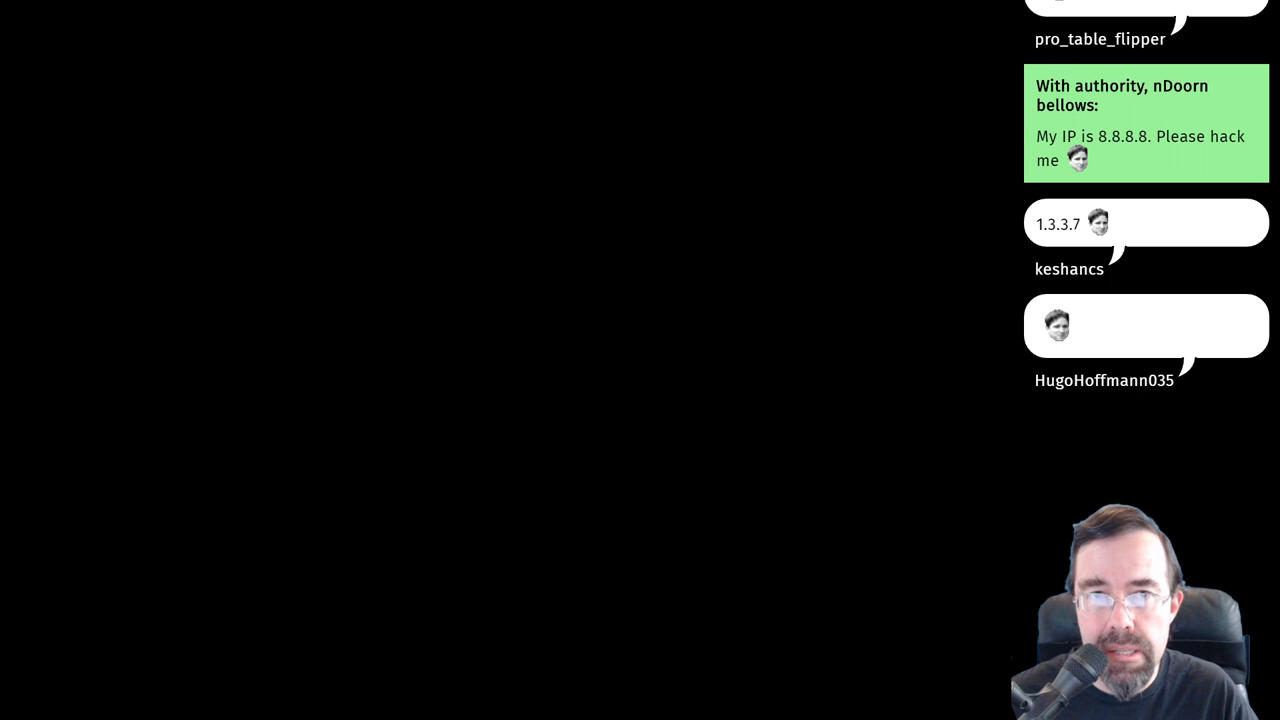 pro_table_flipper
With authority, nDoorn
bellows:
My IP is 8.8.8.8. Please hack
me
1.3.3.7
keshancs
HugoHoffmann035